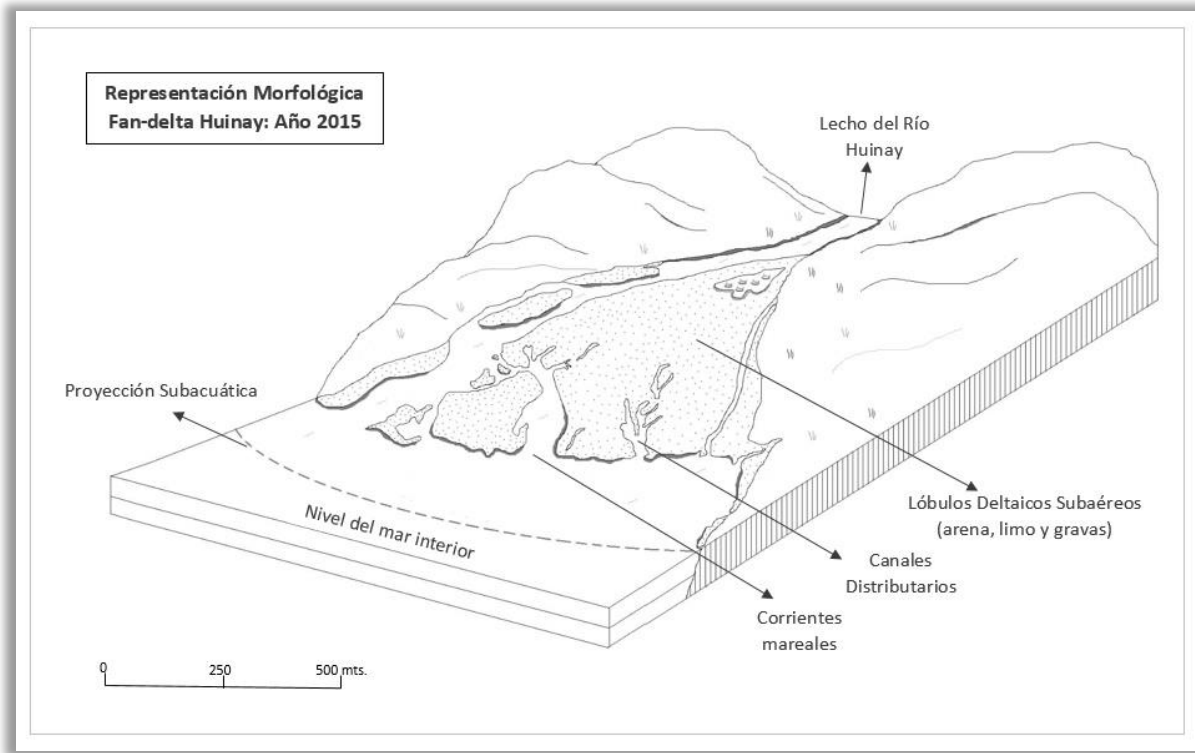 Representación Morfológica
Fan-delta Huinay: Año 2015
Lecho del Río
Huinay
Proyección Subacuática
Nivel del mar interior
Lóbulos Deltaicos Subaéreos
(arena, limo y gravas)
Canales
Distributarios
Corrientes
mareales
0 250 500 mts.